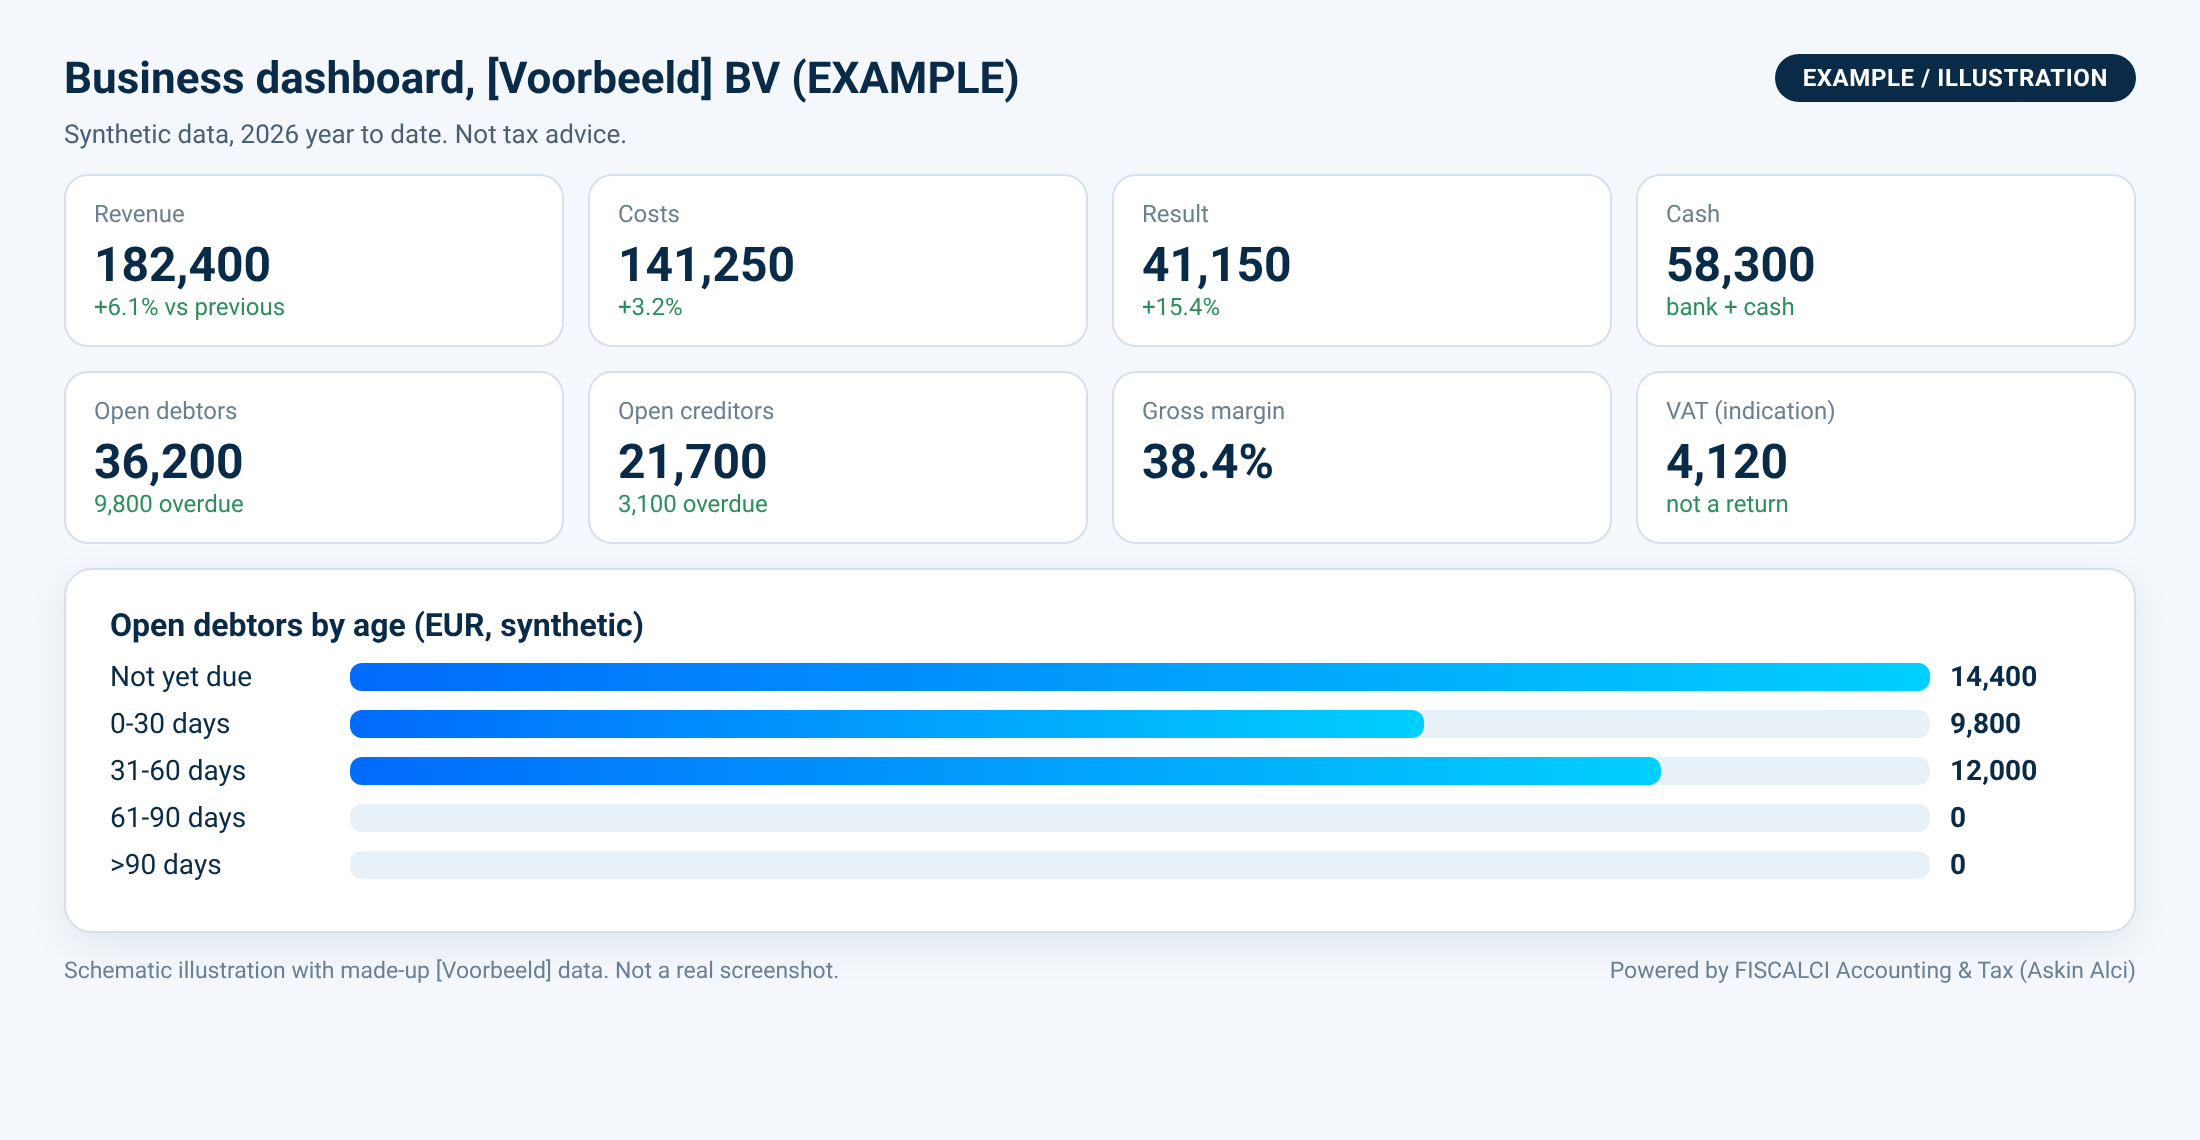 Business dashboard, [Voorbeeld] BV (EXAMPLE)
EXAMPLE / ILLUSTRATION
Synthetic data, 2026 year to date. Not tax advice.
Revenue
182,400
+6.1% vs previous
Costs
141,250
+3.2%
Result
41,150
+15.4%
Cash
58,300
bank + cash
Open debtors
36,200
9,800 overdue
Open creditors
21,700
3,100 overdue
Gross margin
38.4%
VAT (indication)
4,120
not a return
Open debtors by age (EUR, synthetic)
Not yet due 14,400
0-30 days 9,800
31-60 days 12,000
61-90 days 0
>90 days 0
Schematic illustration with made-up [Voorbeeld] data. Not a real screenshot.
Powered by FISCALCI Accounting & Tax (Askin Alci)